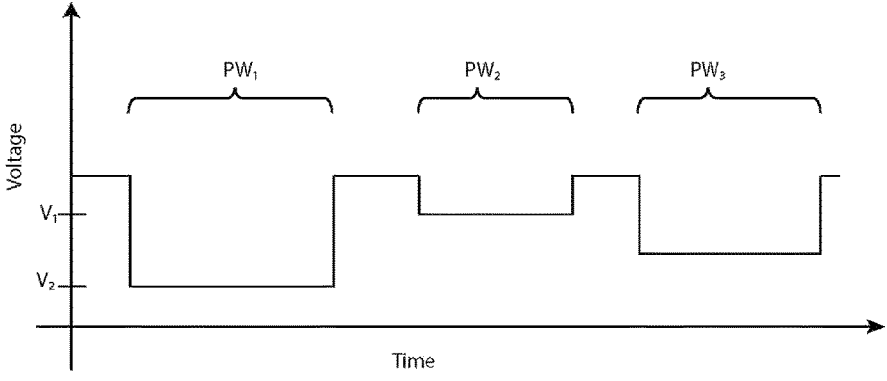 PW₁ PW₂ PW₃
Voltage
V₁
V₂
Time